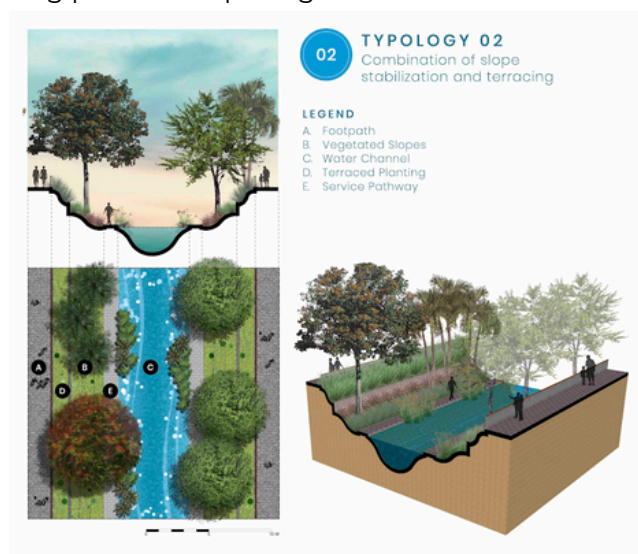 02
TYPOLOGY 02
Combination of slope
stabilization and terracing
LEGEND
A. Footpath
B. Vegetated Slopes
C. Water Channel
D. Terraced Planting
E. Service Pathway
A
B
C
D
E